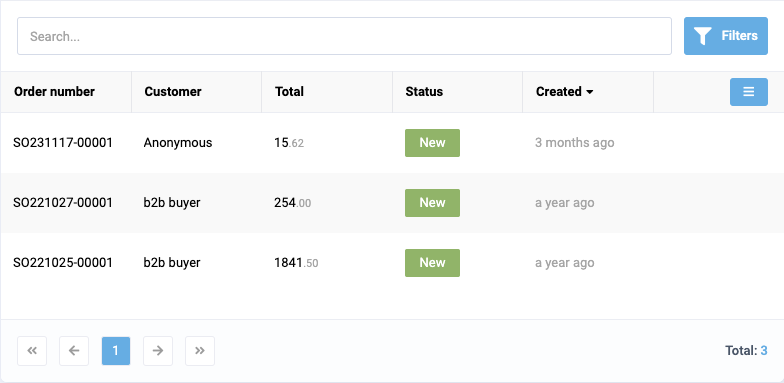 Search...
Filters
Order number Customer Total Status Created
SO231117-00001 Anonymous 15.62 New 3 months ago
SO221027-00001 b2b buyer 254.00 New a year ago
SO221025-00001 b2b buyer 1841.50 New a year ago
1
Total: 3